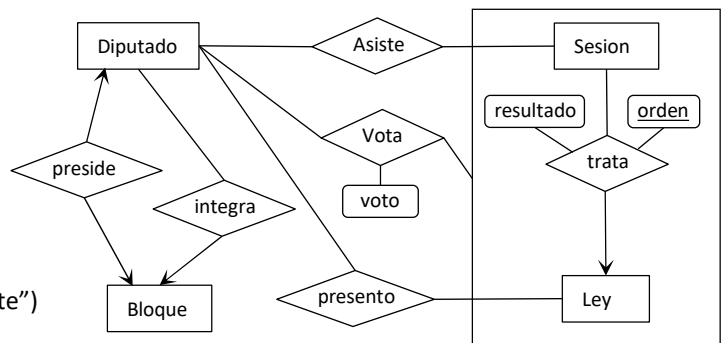 Diputado
Asiste
Sesion
resultado
orden
Vota
trata
preside
integra
voto
te”)
Bloque
presento
Ley